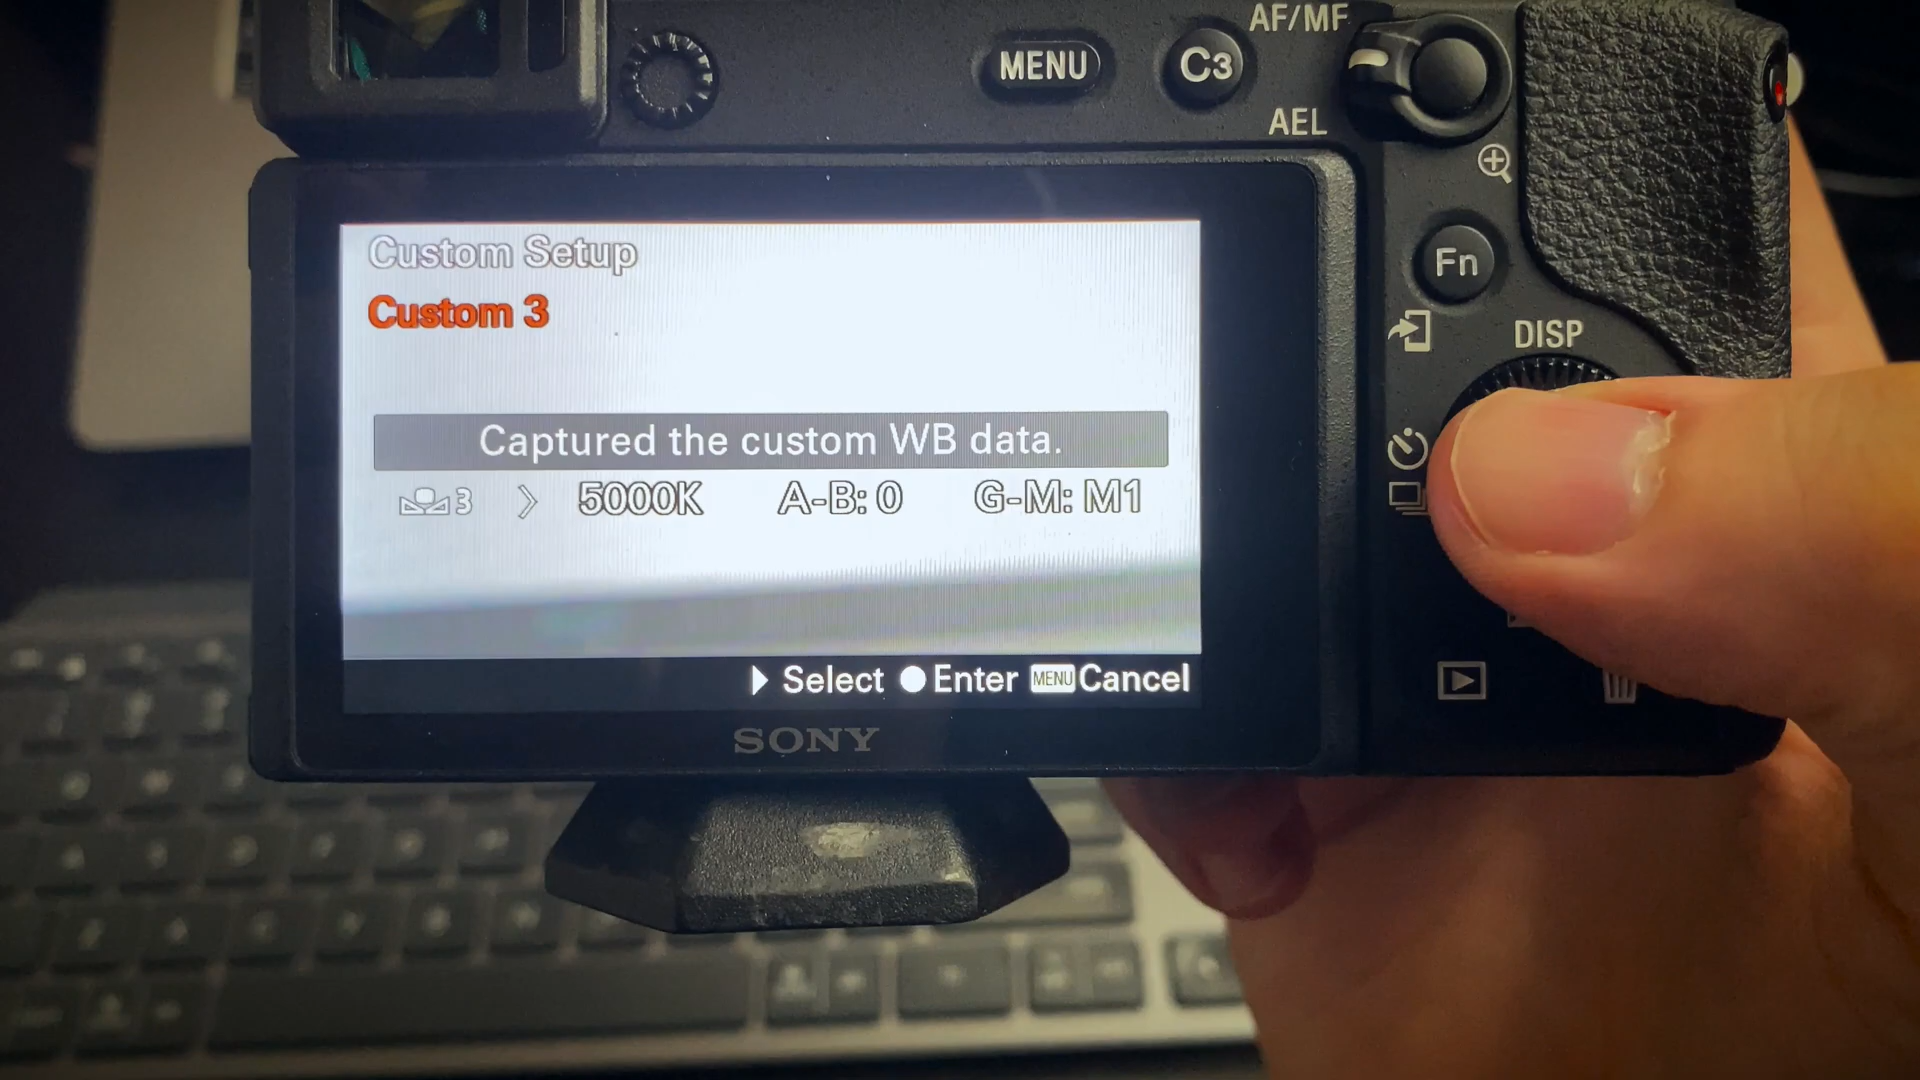 AF/MF
MENU
C3
AEL
Custom Setup
Custom 3
Fn
DISP
Captured the custom WB data.
3 5000K A-B: 0 G-M: M1
Select Enter MENU Cancel
SONY